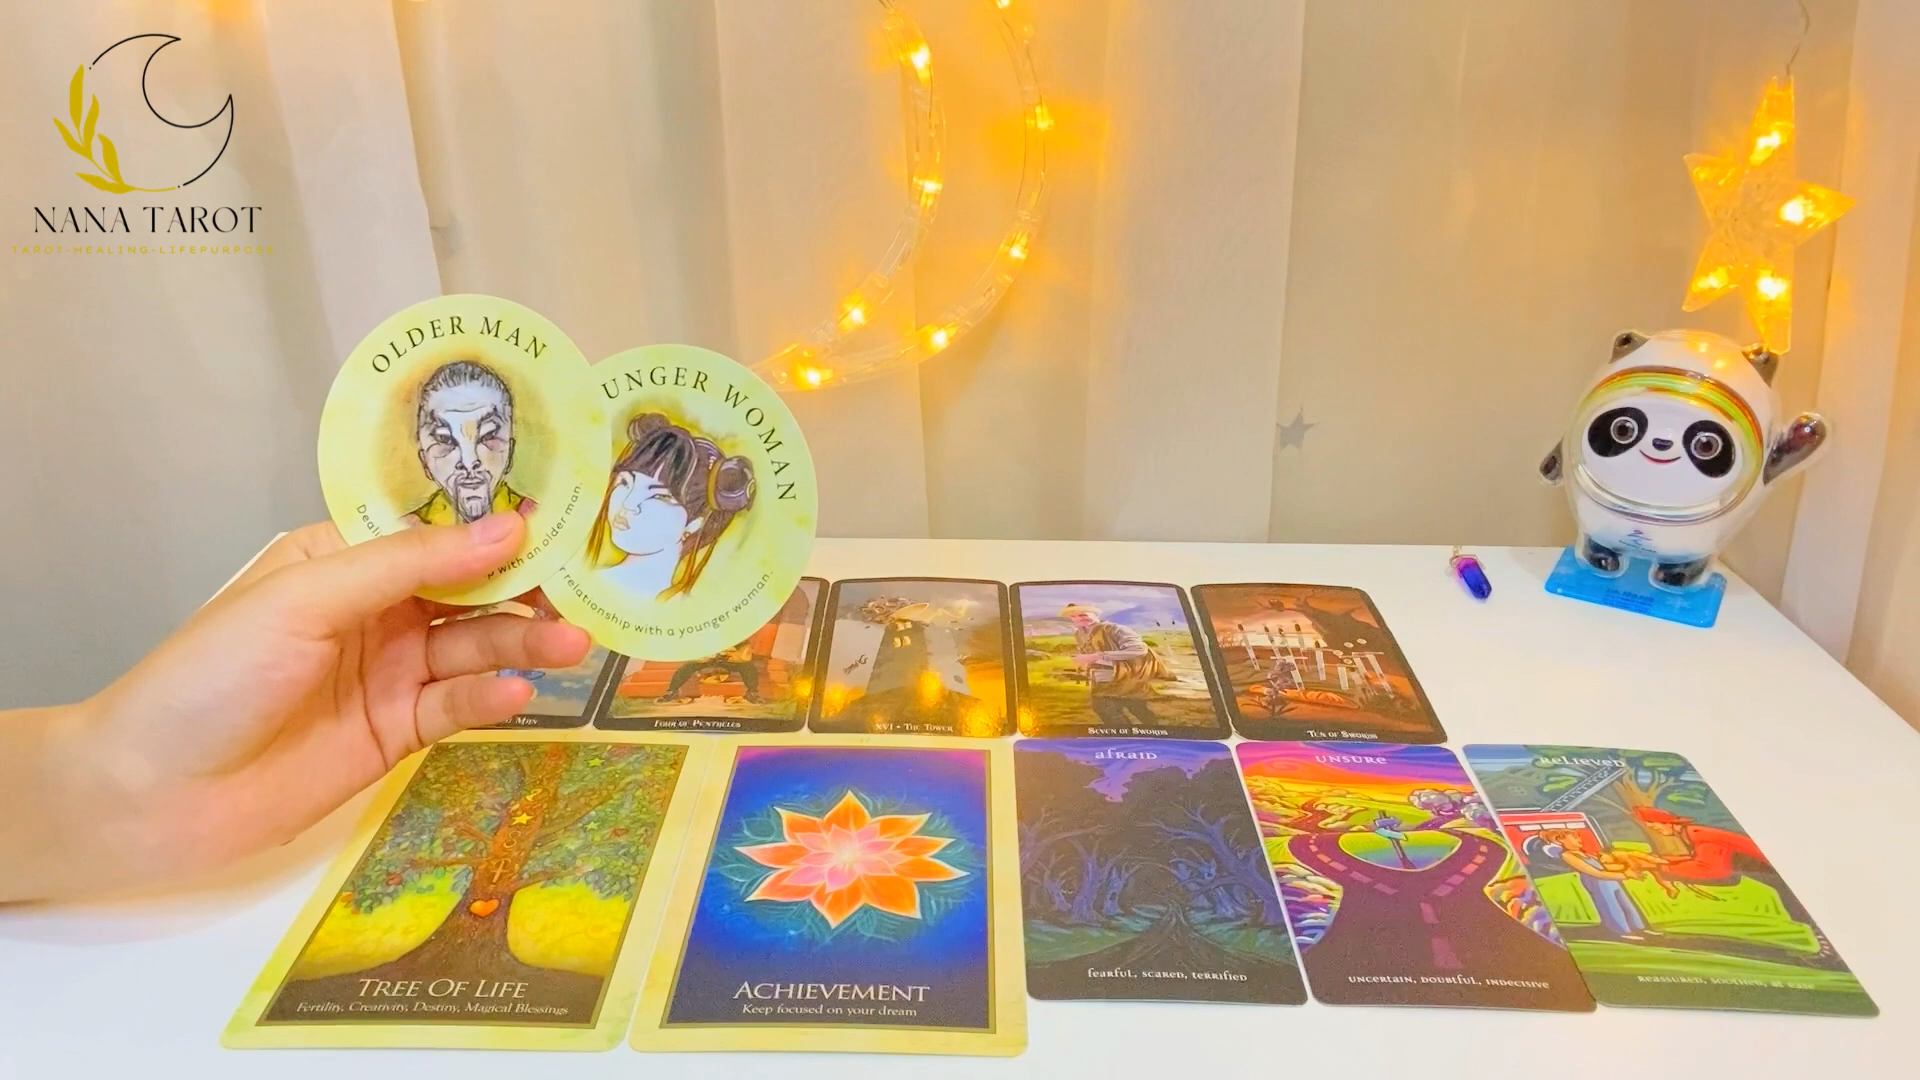 NANA TAROT
TAROT-HEALING-LIFEPURPOSE
OLDER MAN
with an older man.
UNGER WOMAN
relationship with a younger woman.
FOUR OF PENTACLES
XVI • THE TOWER
SEVEN OF SWORDS
TEN OF SWORDS
TREE OF LIFE
Fertility, Creativity, Destiny, Magical Blessings
ACHIEVEMENT
Keep focused on your dream
afraid
fearful, scared, terrified
unsure
uncertain, doubtful, indecisive
relieved
reassured, soothed, at ease